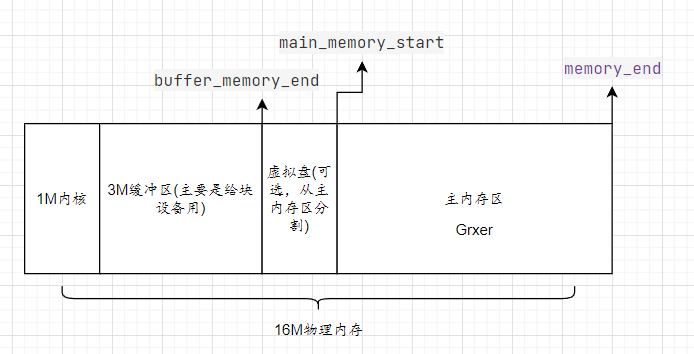 main_memory_start
buffer_memory_end
memory_end
1M内核
3M缓冲区(主要是给块
设备用)
虚拟盘(可
选，从主
内存区分
割)
主内存区
Grxer
16M物理内存